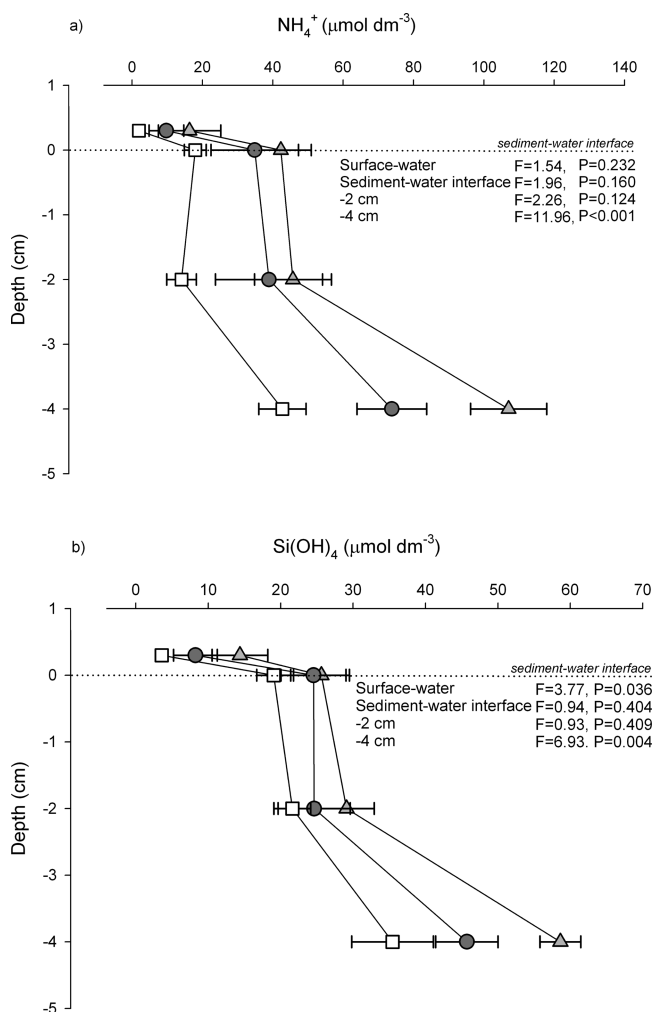 a) NH₄⁺ (µmol dm⁻³)
0 20 40 60 80 100 120 140
1
0
-1
-2
-3
-4
-5
Depth (cm)
sediment-water interface
Surface-water F=1.54, P=0.232
Sediment-water interface F=1.96, P=0.160
-2 cm F=2.26, P=0.124
-4 cm F=11.96, P<0.001
b) Si(OH)₄ (µmol dm⁻³)
0 10 20 30 40 50 60 70
1
0
-1
-2
-3
-4
-5
Depth (cm)
sediment-water interface
Surface-water F=3.77, P=0.036
Sediment-water interface F=0.94, P=0.404
-2 cm F=0.93, P=0.409
-4 cm F=6.93. P=0.004